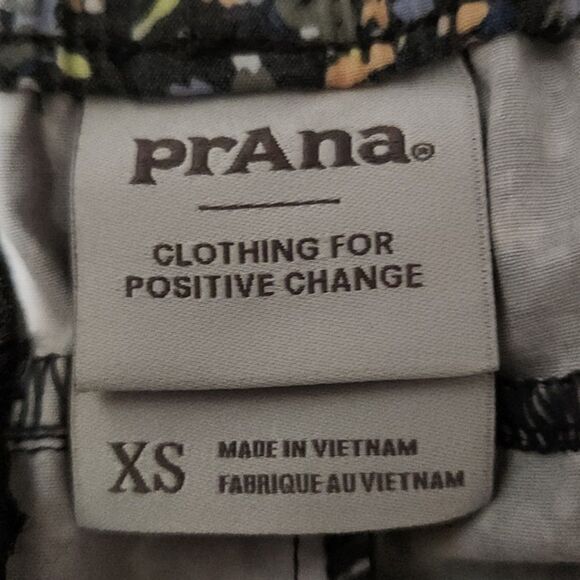 prAna®
CLOTHING FOR
POSITIVE CHANGE
XS
MADE IN VIETNAM
FABRIQUE AU VIETNAM